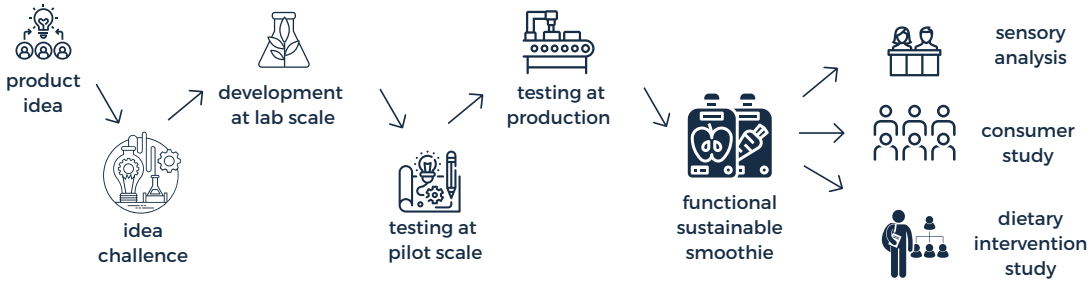 product
idea
idea
challence
development
at lab scale
testing at
pilot scale
testing at
production
functional
sustainable
smoothie
sensory
analysis
consumer
study
dietary
intervention
study